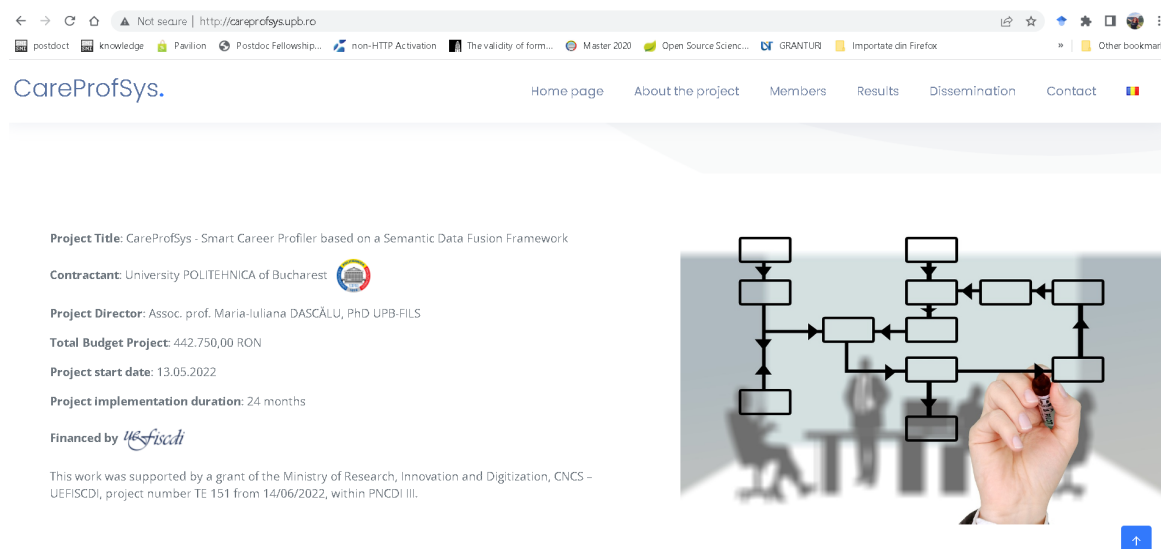 Not secure | http://careprofsys.upb.ro
postdoct knowledge Pavilion Postdoc Fellowship... non-HTTP Activation The validity of form... Master 2020 Open Source Scienc... GRANTURI Importate din Firefox » Other bookmar
CareProfSys. Home page About the project Members Results Dissemination Contact
Project Title: CareProfSys - Smart Career Profiler based on a Semantic Data Fusion Framework
Contractant: University POLITEHNICA of Bucharest
Project Director: Assoc. prof. Maria-Iuliana DASCĂLU, PhD UPB-FILS
Total Budget Project: 442.750,00 RON
Project start date: 13.05.2022
Project implementation duration: 24 months
Financed by uefiscdi
This work was supported by a grant of the Ministry of Research, Innovation and Digitization, CNCS –
UEFISCDI, project number TE 151 from 14/06/2022, within PNCDI III.